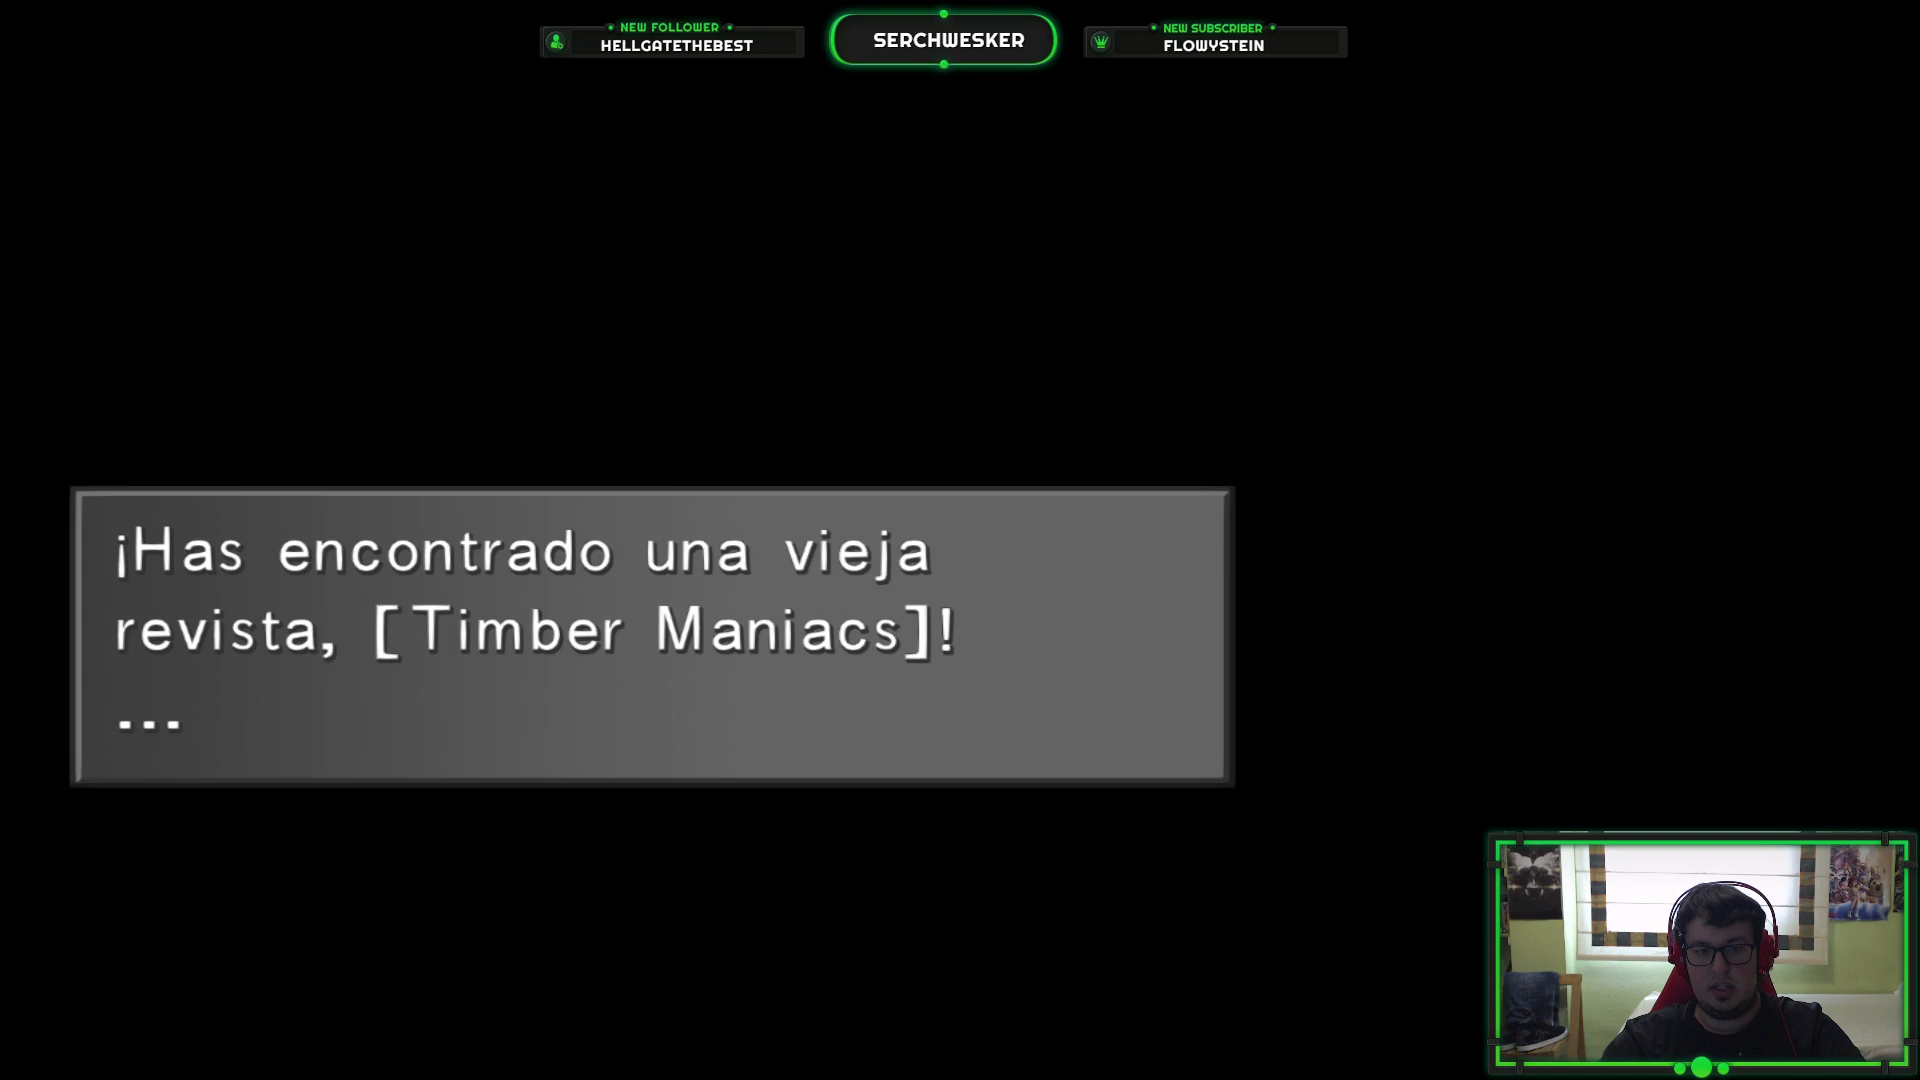 NEW FOLLOWER
HELLGATETHEBEST
SERCHWESKER
NEW SUBSCRIBER
FLOWYSTEIN
¡Has encontrado una vieja
revista, [Timber Maniacs]!
...